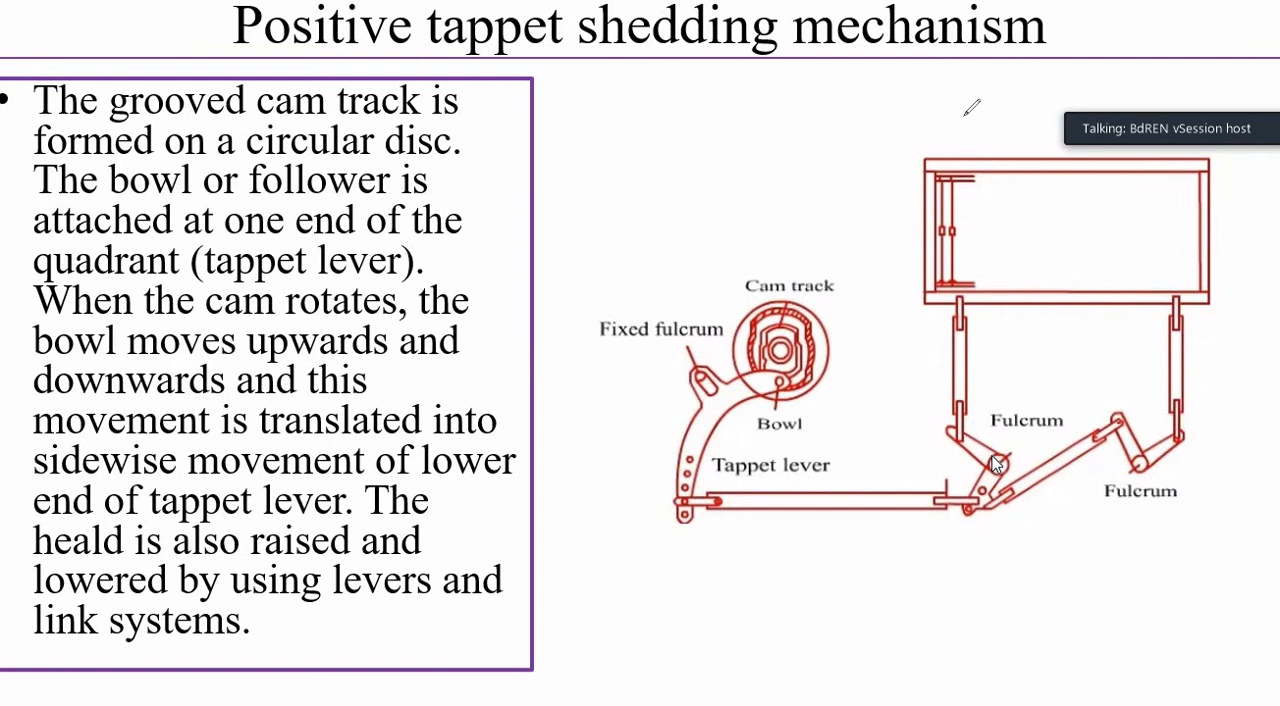 Positive tappet shedding mechanism
• The grooved cam track is
formed on a circular disc.
The bowl or follower is
attached at one end of the
quadrant (tappet lever).
When the cam rotates, the
bowl moves upwards and
downwards and this
movement is translated into
sidewise movement of lower
end of tappet lever. The
heald is also raised and
lowered by using levers and
link systems.
Talking: BdREN vSession host
Cam track
Fixed fulcrum
Bowl
Tappet lever
Fulcrum
Fulcrum